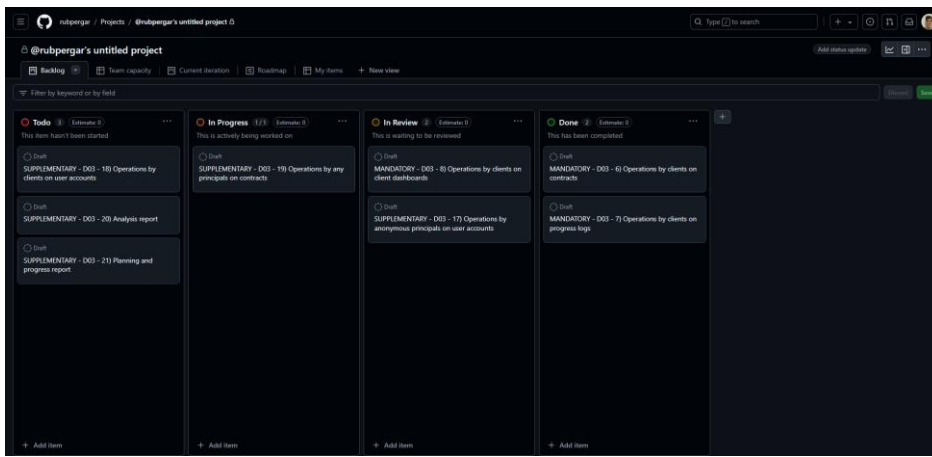 rubpergar / Projects / @rubpergar's untitled project
Type / to search
@rubpergar's untitled project
Add status update
Backlog
Team capacity
Current iteration
Roadmap
My items
+ New view
Filter by keyword or by field
Discard
Save
Todo 3 Estimate: 0
This item hasn't been started
Draft
SUPPLEMENTARY - D03 - 18) Operations by
clients on user accounts
Draft
SUPPLEMENTARY - D03 - 20) Analysis report
Draft
SUPPLEMENTARY - D03 - 21) Planning and
progress report
+ Add item
In Progress 1 / 1 Estimate: 0
This is actively being worked on
Draft
SUPPLEMENTARY - D03 - 19) Operations by any
principals on contracts
+ Add item
In Review 2 Estimate: 0
This is waiting to be reviewed
Draft
MANDATORY - D03 - 8) Operations by clients on
client dashboards
Draft
SUPPLEMENTARY - D03 - 17) Operations by
anonymous principals on user accounts
+ Add item
Done 2 Estimate: 0
This has been completed
Draft
MANDATORY - D03 - 6) Operations by clients on
contracts
Draft
MANDATORY - D03 - 7) Operations by clients on
progress logs
+ Add item